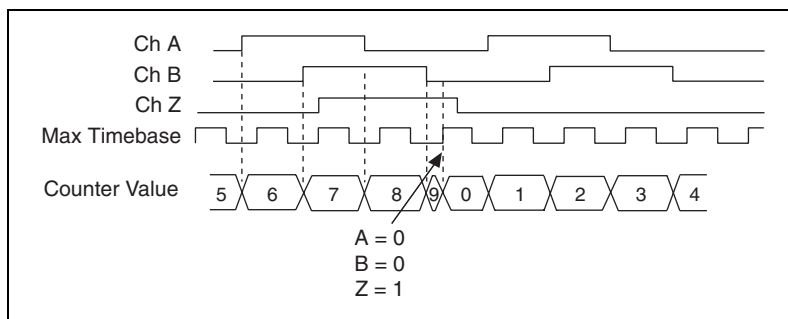 Ch A
Ch B
Ch Z
Max Timebase
Counter Value 5 6 7 8 9 0 1 2 3 4
A = 0
B = 0
Z = 1